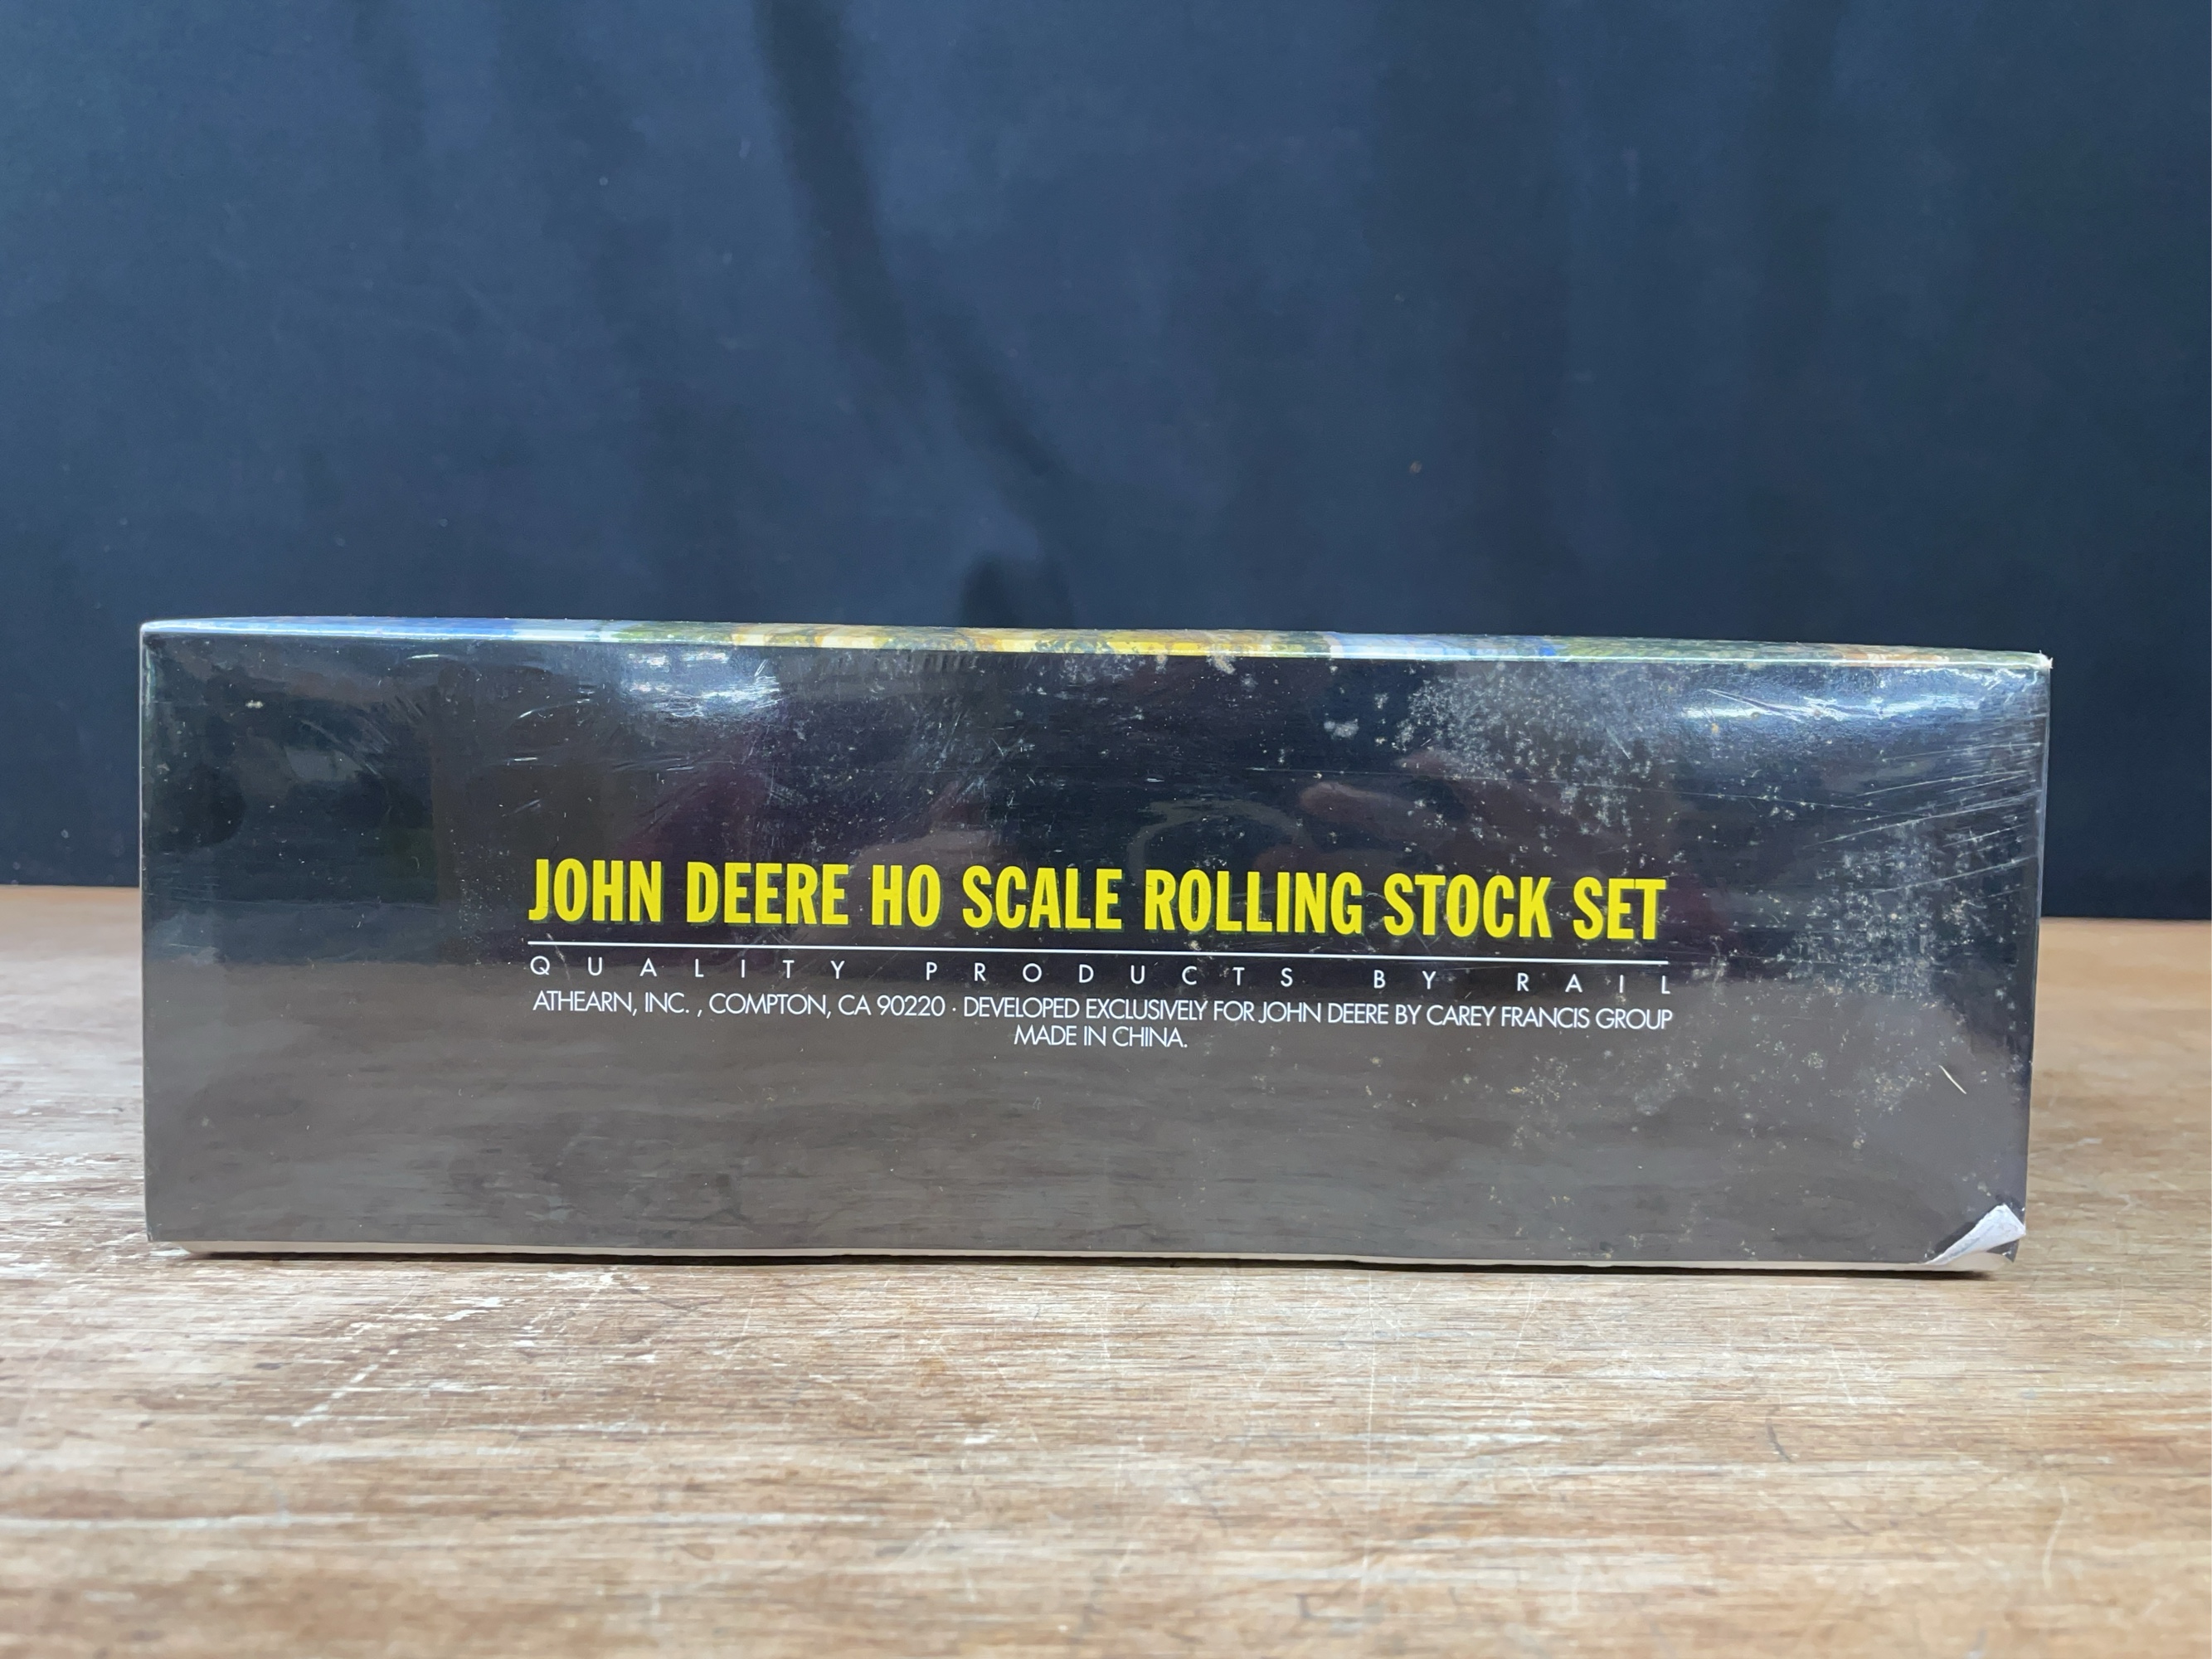 JOHN DEERE HO SCALE ROLLING STOCK SET
QUALITY PRODUCTS BY RAIL
ATHEARN, INC. , COMPTON, CA 90220 · DEVELOPED EXCLUSIVELY FOR JOHN DEERE BY CAREY FRANCIS GROUP
MADE IN CHINA.